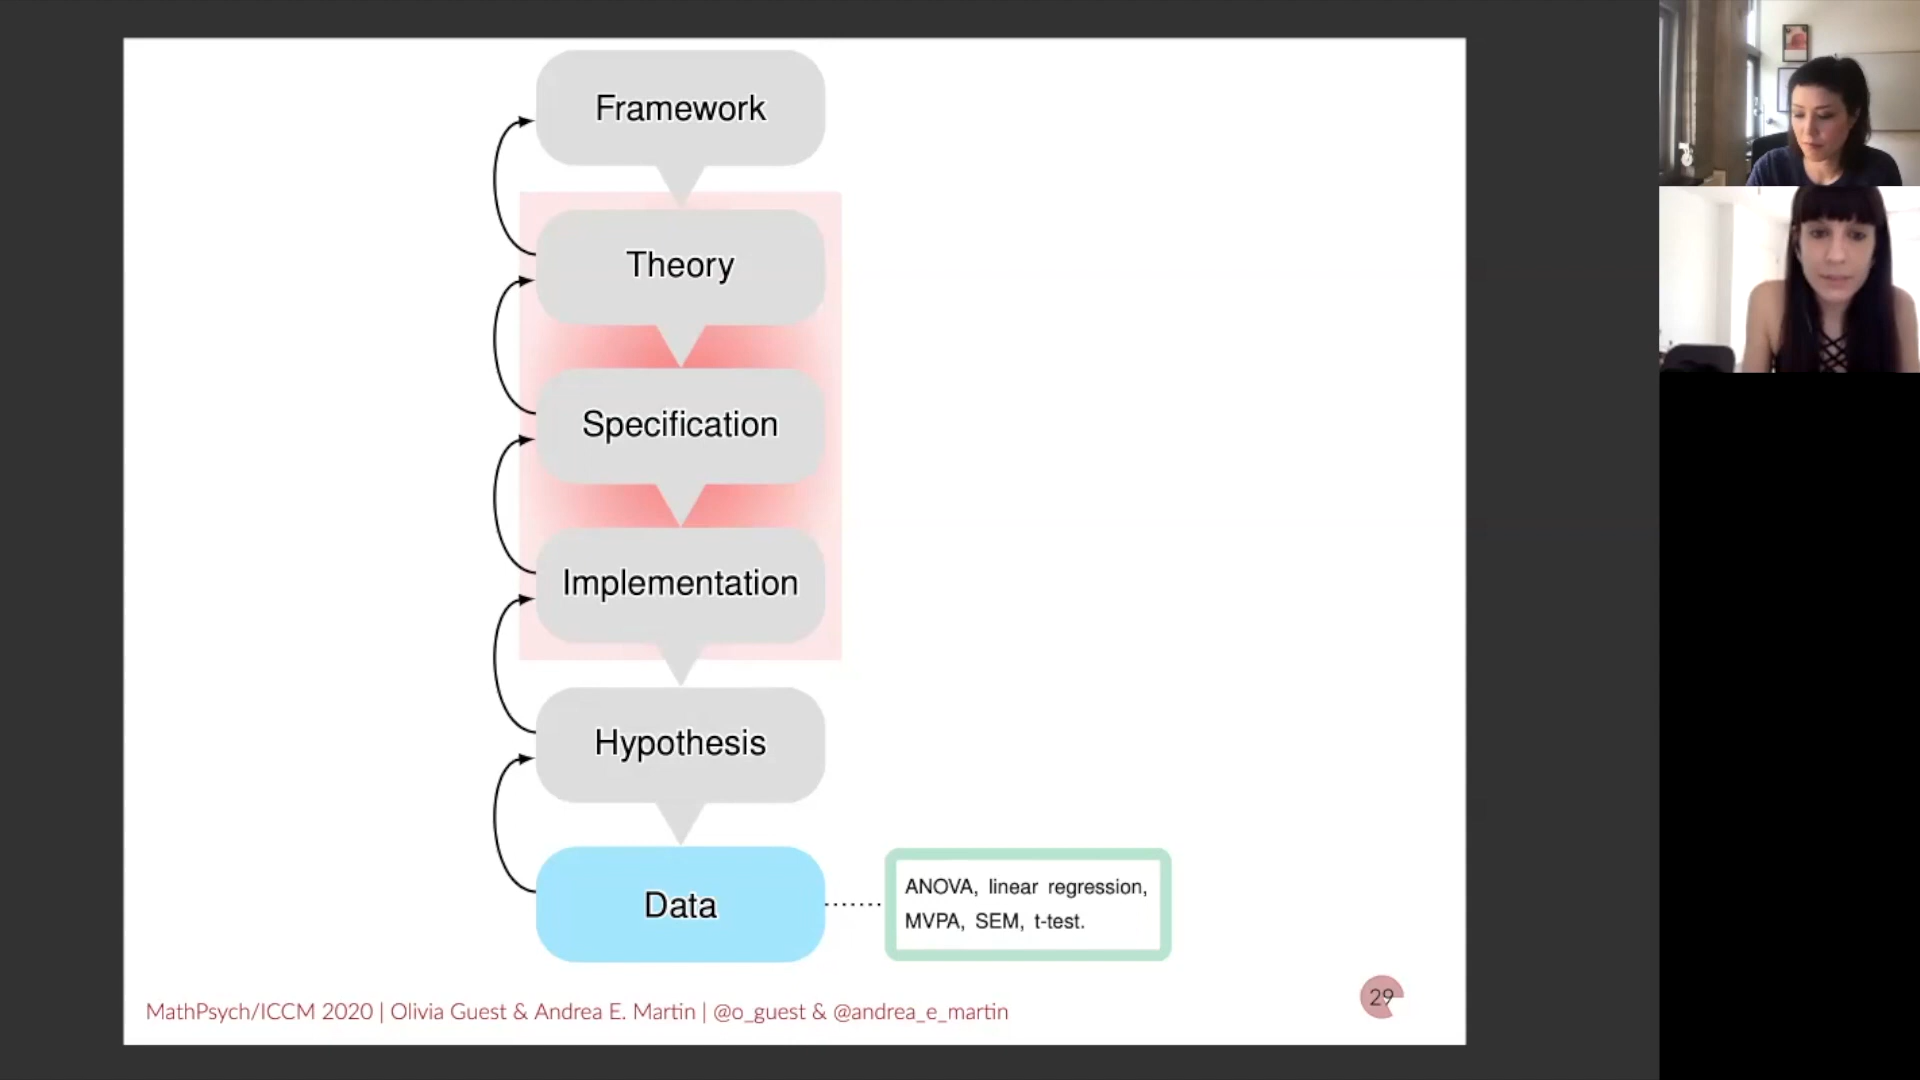 Framework
Theory
Specification
Implementation
Hypothesis
Data
ANOVA, linear regression,
MVPA, SEM, t-test.
MathPsych/ICCM 2020 | Olivia Guest & Andrea E. Martin | @o_guest & @andrea_e_martin
29